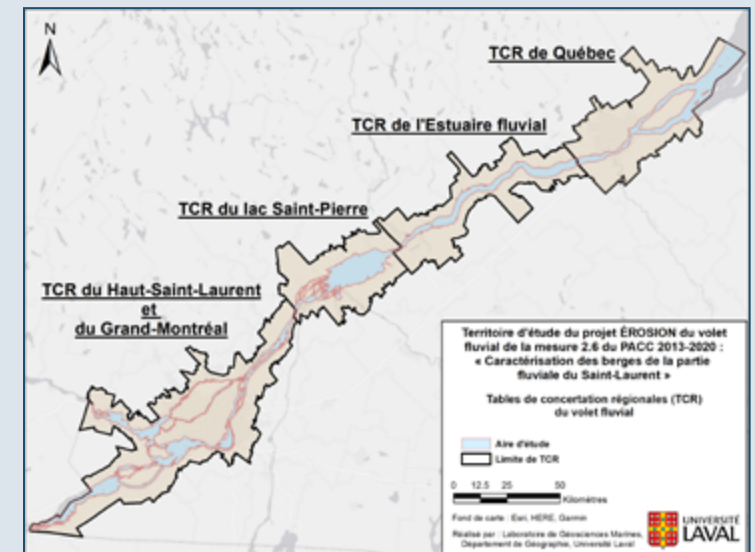 N
TCR de Québec
TCR de l'Estuaire fluvial
TCR du lac Saint-Pierre
TCR du Haut-Saint-Laurent
et
du Grand-Montréal
Territoire d'étude du projet ÉROSION du volet
fluvial de la mesure 2.6 du PACC 2013-2020 :
« Caractérisation des berges de la partie
fluviale du Saint-Laurent »
Tables de concertation régionales (TCR)
du volet fluvial
Aire d'étude
Limite de TCR
0 12.5 25 50
Kilomètres
Fond de carte : Esri, HERE, Garmin
Réalisé par : Laboratoire de Géosciences Marines,
Département de Géographie, Université Laval
UNIVERSITÉ
LAVAL